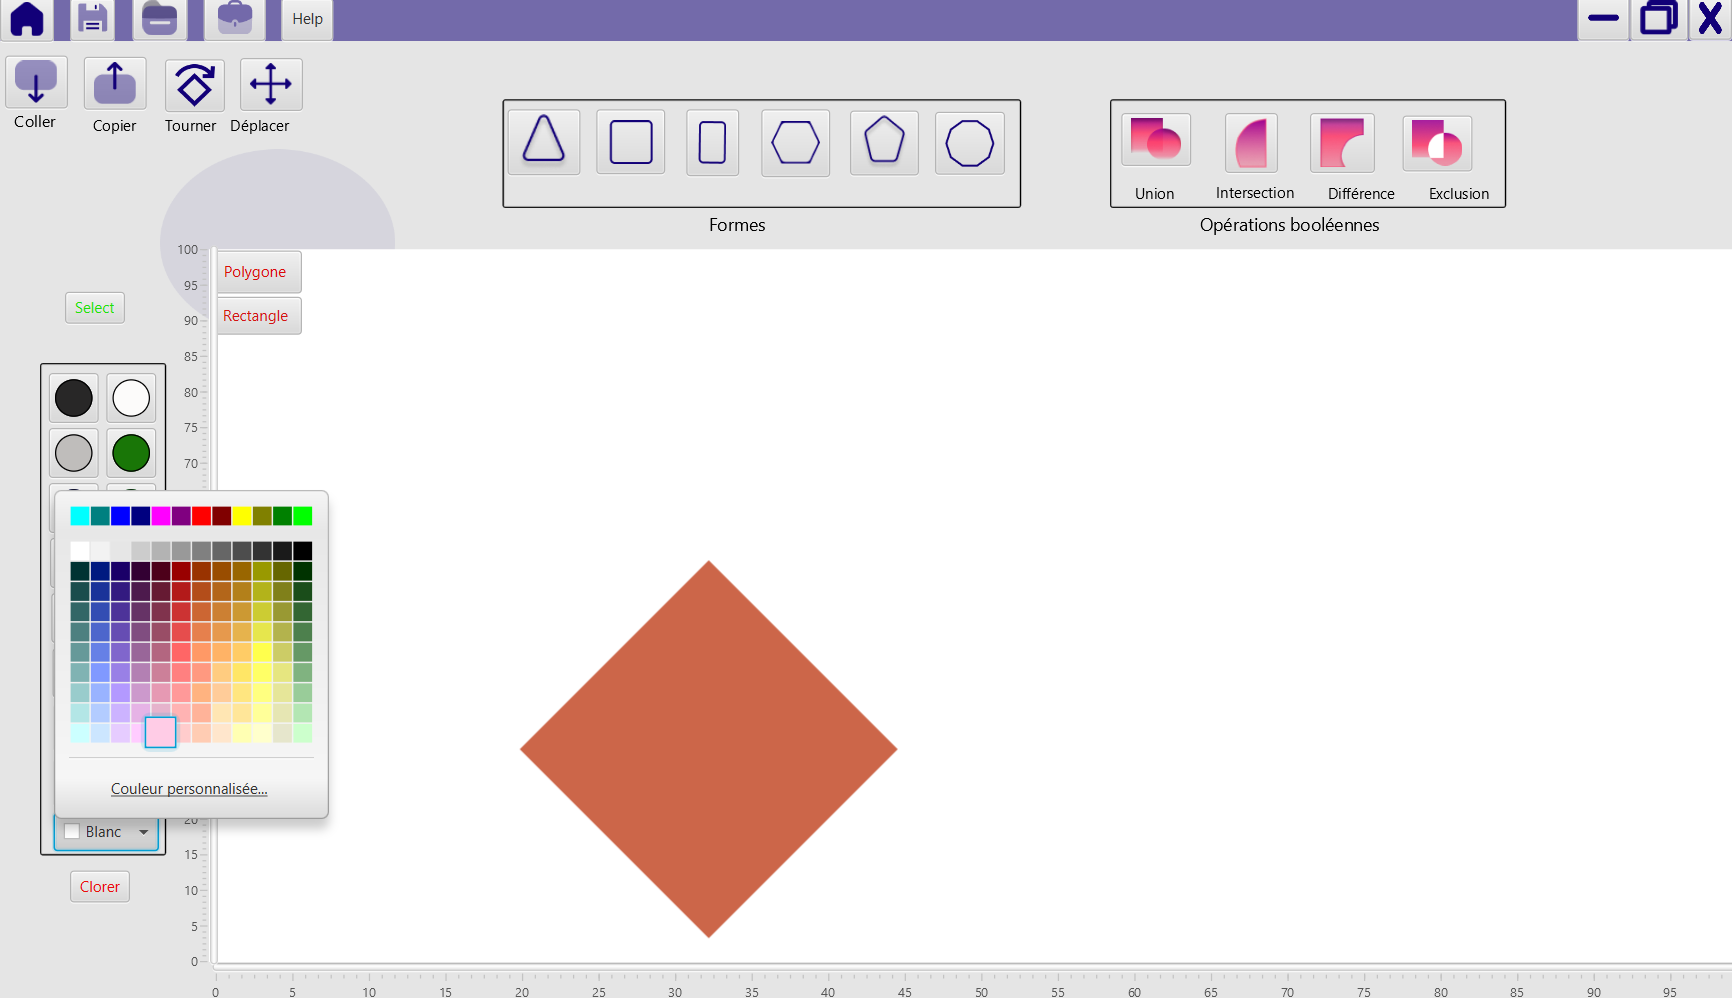 Help
Coller
Copier
Tourner
Déplacer
Formes
Union
Intersection
Différence
Exclusion
Opérations booléennes
Select
Polygone
Rectangle
100
95
90
85
80
75
70
Couleur personnalisée...
Blanc
Clorer
20
15
10
5
0
0 5 10 15 20 25 30 35 40 45 50 55 60 65 70 75 80 85 90 95